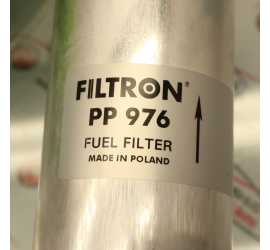 FILTRON®
PP 976
FUEL FILTER
MADE IN POLAND